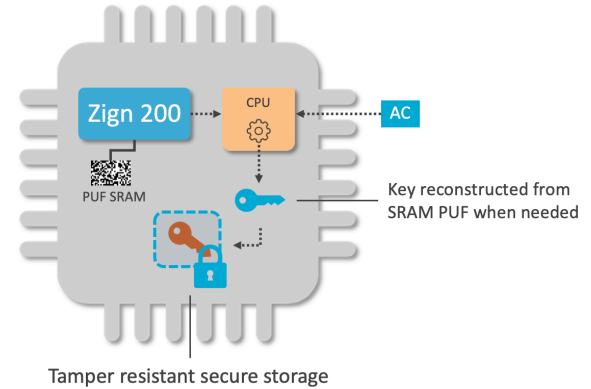 Zign 200
CPU
AC
PUF SRAM
Key reconstructed from
SRAM PUF when needed
Tamper resistant secure storage